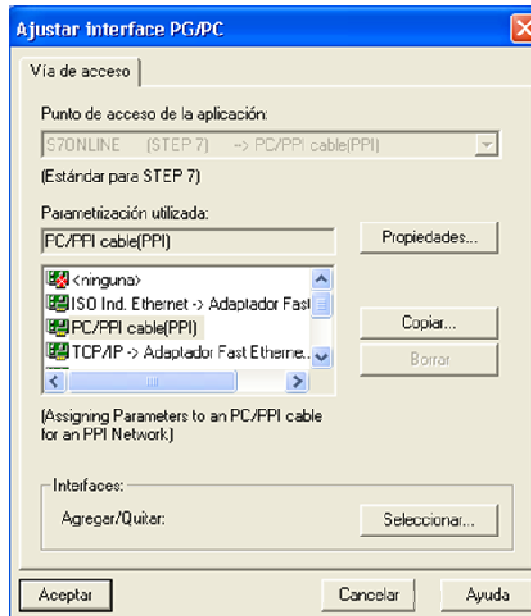 Ajustar interface PG/PC
Vía de acceso
Punto de acceso de la aplicación:
S7ONLINE (STEP 7) -> PC/PPI cable(PPI)
(Estándar para STEP 7)
Parametrización utilizada:
PC/PPI cable(PPI)
Propiedades...
<ninguna>
ISO Ind. Ethernet -> Adaptador Fast
PC/PPI cable(PPI)
TCP/IP -> Adaptador Fast Etherne...
Copiar...
Borrar
(Assigning Parameters to an PC/PPI cable
for an PPI Network)
Interfaces:
Agregar/Quitar:
Seleccionar...
Aceptar
Cancelar
Ayuda